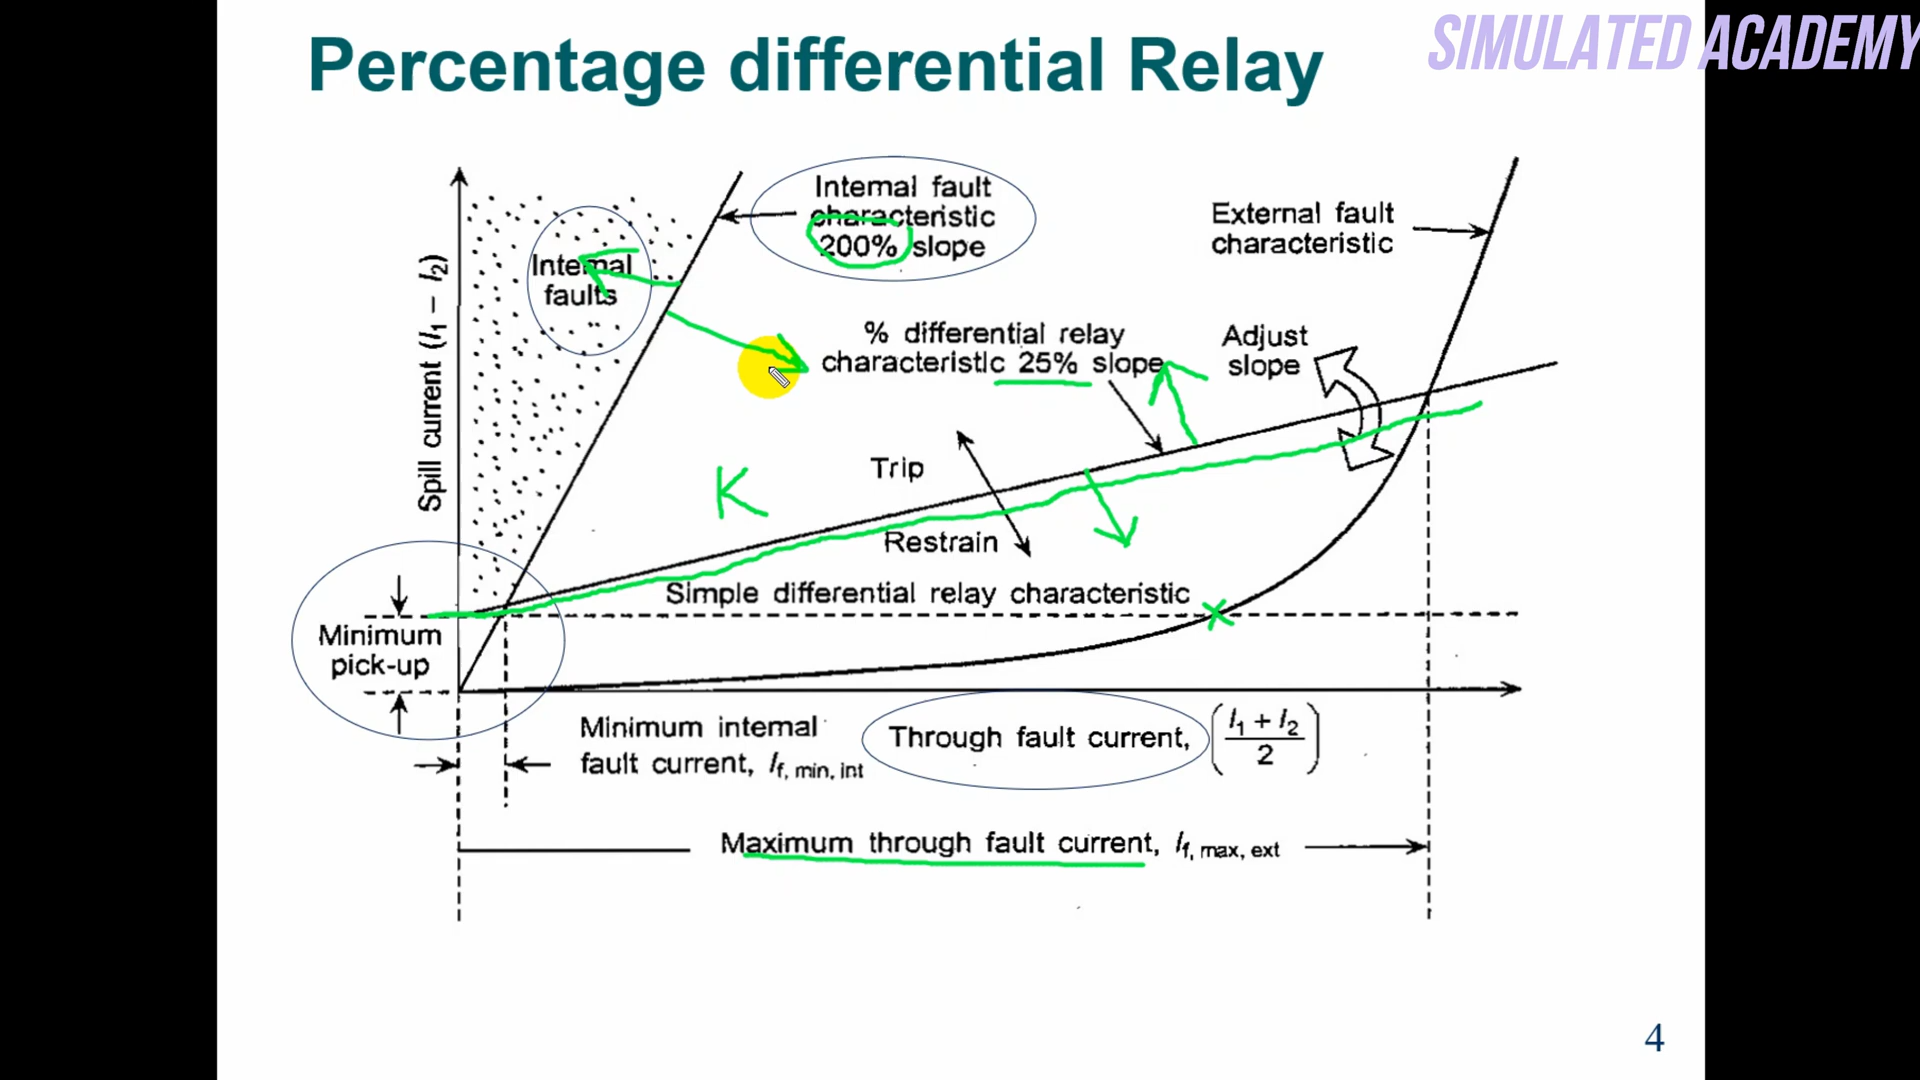 SIMULATED ACADEMY
Percentage differential Relay
Internal fault
characteristic
200% slope
External fault
characteristic
Internal
faults
% differential relay
characteristic 25% slope
Adjust
slope
Spill current (I1 − I2)
Trip
K
Restrain
Simple differential relay characteristic
Minimum
pick-up
Minimum internal
fault current, If, min, int
Through fault current, (I1 + I2 / 2)
Maximum through fault current, If, max, ext
4